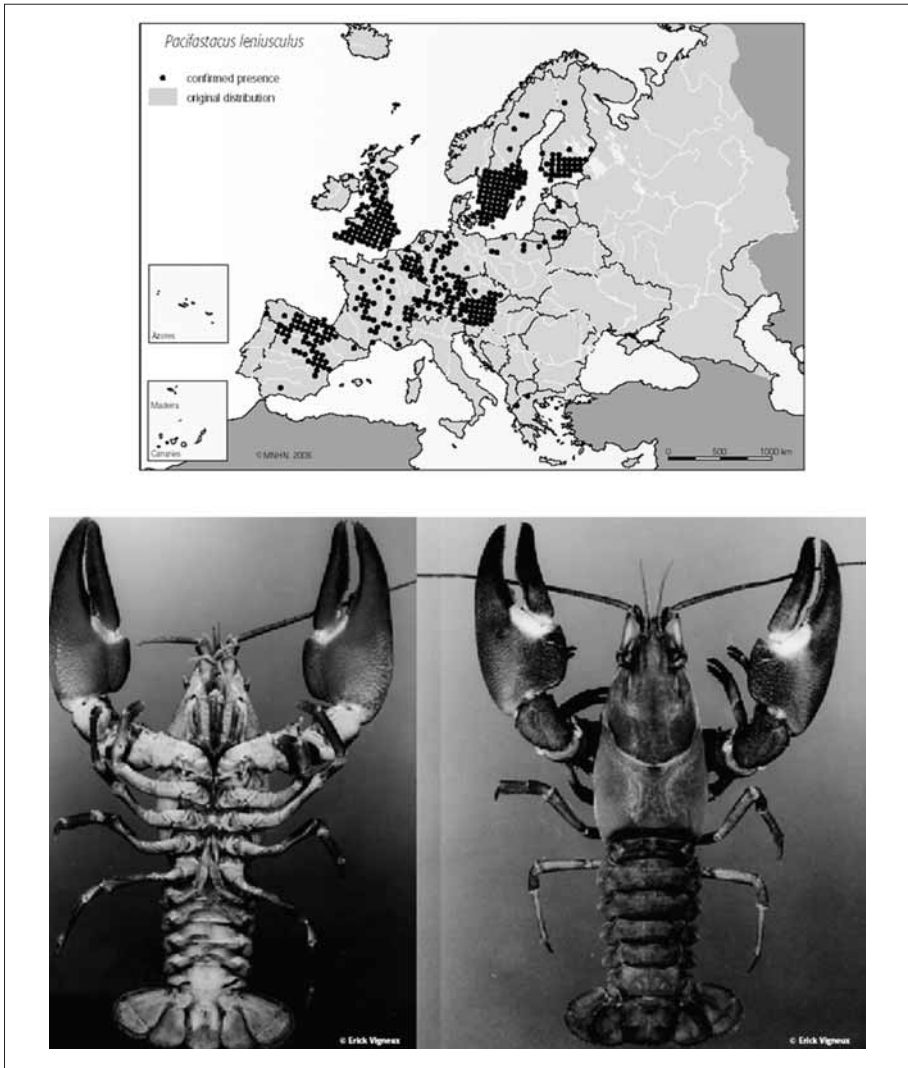 Pacifastacus leniusculus
confirmed presence
original distribution
Azores
Madeira
Canaries
© MNHN, 2006
0 500 1000 km
© Erick Vigneux
© Erick Vigneux